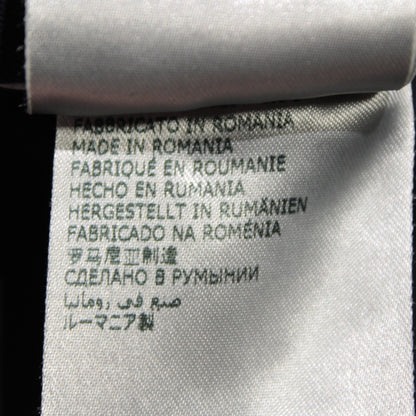 FABBRICATO IN ROMANIA
MADE IN ROMANIA
FABRIQUÉ EN ROUMANIE
HECHO EN RUMANIA
HERGESTELLT IN RUMÄNIEN
FABRICADO NA ROMÉNIA
罗马尼亚制造
СДЕЛАНО В РУМЫНИИ
صنع في رومانيا
ルーマニア製